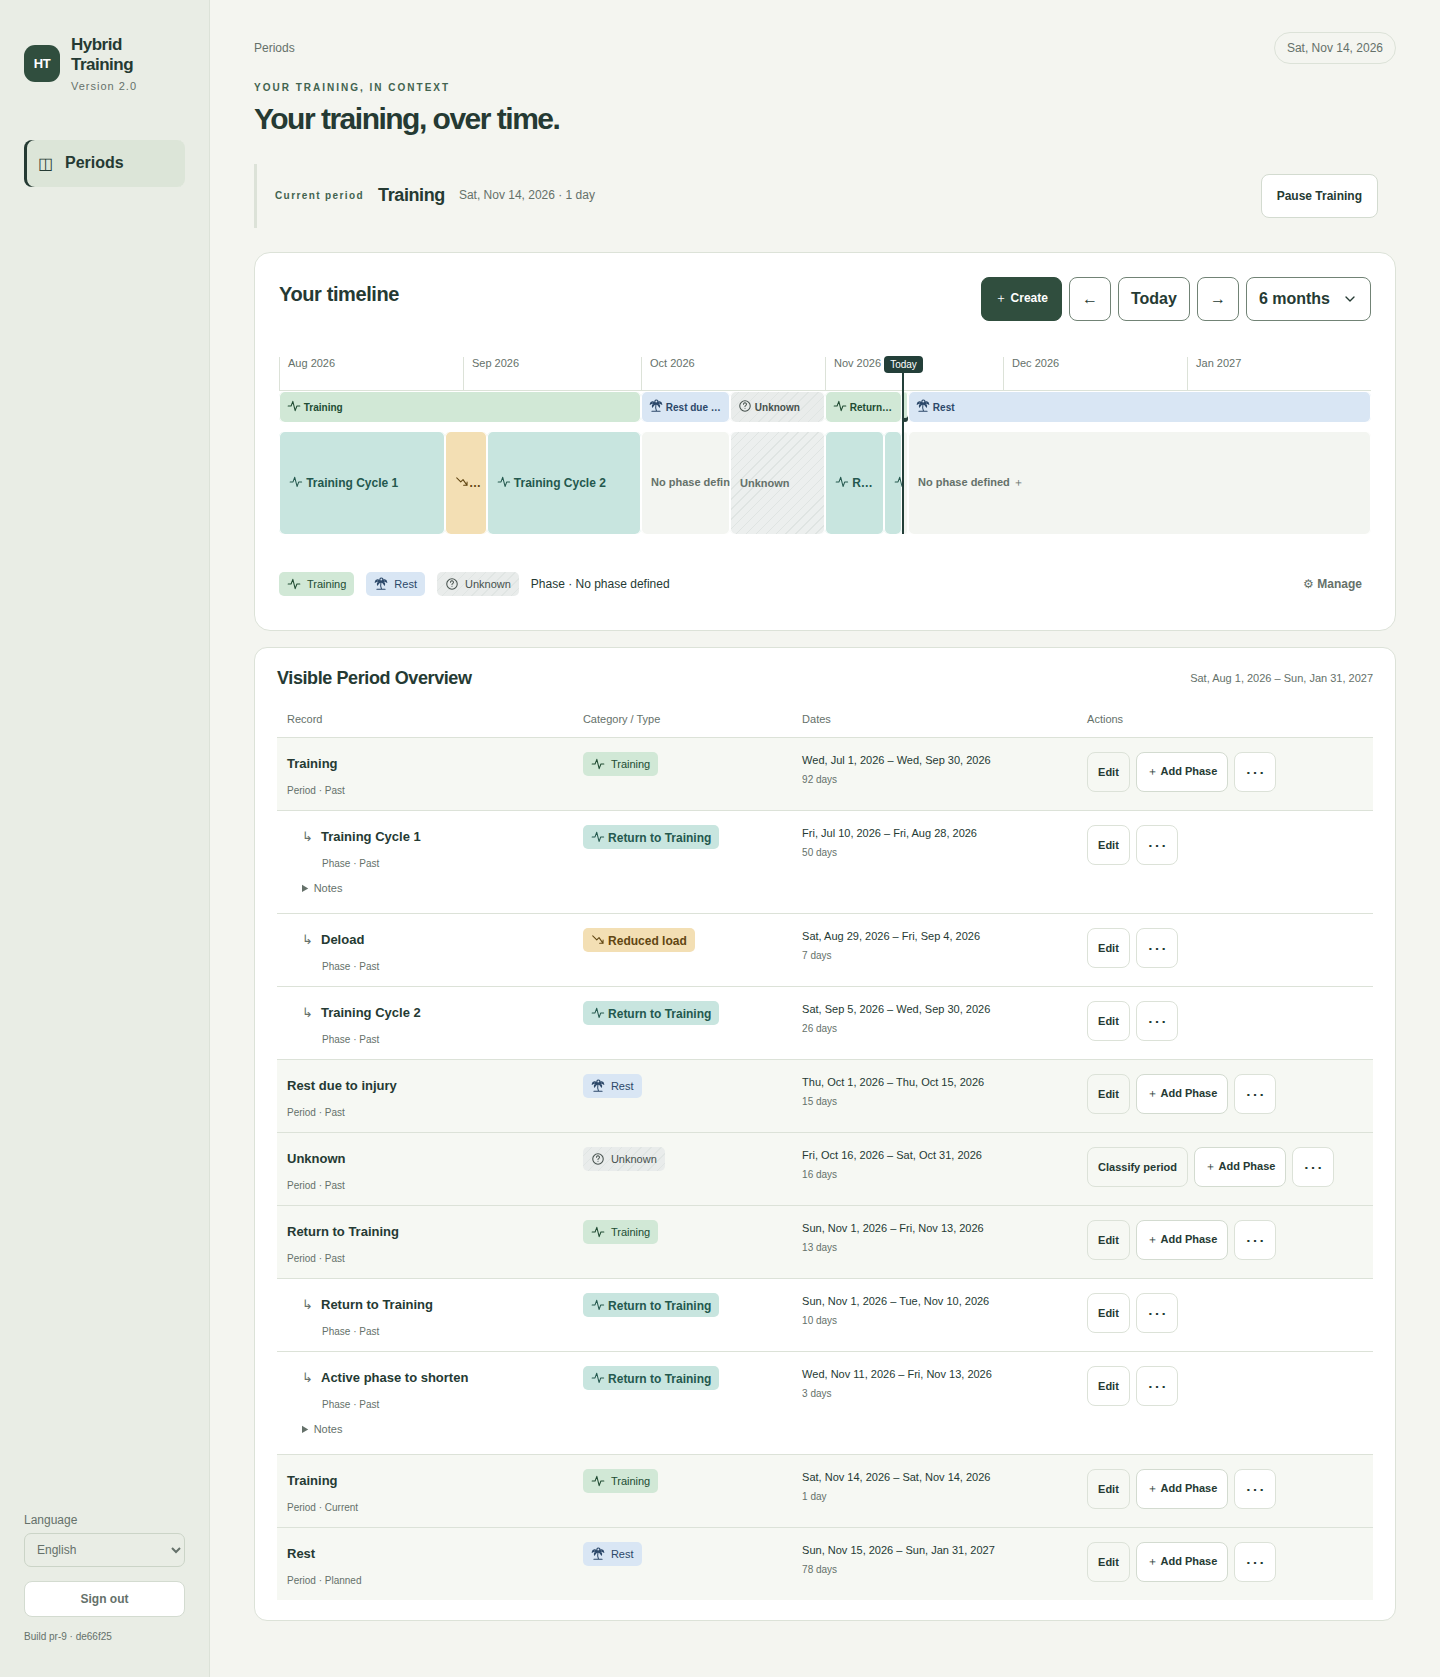 HT
Hybrid
Training
Version 2.0
Periods
Language
English
Sign out
Build pr-9 · de66f25
Periods
Sat, Nov 14, 2026
YOUR TRAINING, IN CONTEXT
Your training, over time.
Current period Training Sat, Nov 14, 2026 · 1 day
Pause Training
Your timeline
+ Create
←
Today
→
6 months
Aug 2026
Sep 2026
Oct 2026
Nov 2026
Today
Dec 2026
Jan 2027
Training
Rest due ...
Unknown
Return...
Rest
Training Cycle 1
...
Training Cycle 2
No phase defin
Unknown
R...
No phase defined +
Training
Rest
Unknown
Phase · No phase defined
⚙ Manage
Visible Period Overview
Sat, Aug 1, 2026 – Sun, Jan 31, 2027
Record Category / Type Dates Actions
Training
Period · Past
Training
Wed, Jul 1, 2026 – Wed, Sep 30, 2026
92 days
Edit + Add Phase ···
↳ Training Cycle 1
Phase · Past
▶ Notes
Return to Training
Fri, Jul 10, 2026 – Fri, Aug 28, 2026
50 days
Edit ···
↳ Deload
Phase · Past
Reduced load
Sat, Aug 29, 2026 – Fri, Sep 4, 2026
7 days
Edit ···
↳ Training Cycle 2
Phase · Past
Return to Training
Sat, Sep 5, 2026 – Wed, Sep 30, 2026
26 days
Edit ···
Rest due to injury
Period · Past
Rest
Thu, Oct 1, 2026 – Thu, Oct 15, 2026
15 days
Edit + Add Phase ···
Unknown
Period · Past
Unknown
Fri, Oct 16, 2026 – Sat, Oct 31, 2026
16 days
Classify period + Add Phase ···
Return to Training
Period · Past
Training
Sun, Nov 1, 2026 – Fri, Nov 13, 2026
13 days
Edit + Add Phase ···
↳ Return to Training
Phase · Past
Return to Training
Sun, Nov 1, 2026 – Tue, Nov 10, 2026
10 days
Edit ···
↳ Active phase to shorten
Phase · Past
▶ Notes
Return to Training
Wed, Nov 11, 2026 – Fri, Nov 13, 2026
3 days
Edit ···
Training
Period · Current
Training
Sat, Nov 14, 2026 – Sat, Nov 14, 2026
1 day
Edit + Add Phase ···
Rest
Period · Planned
Rest
Sun, Nov 15, 2026 – Sun, Jan 31, 2027
78 days
Edit + Add Phase ···